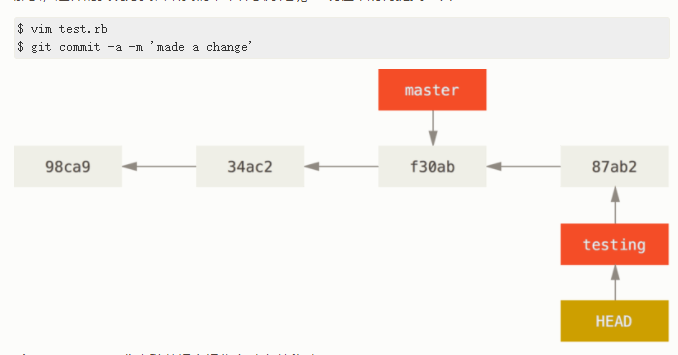 $ vim test.rb
$ git commit -a -m 'made a change'
master
98ca9
34ac2
f30ab
87ab2
testing
HEAD